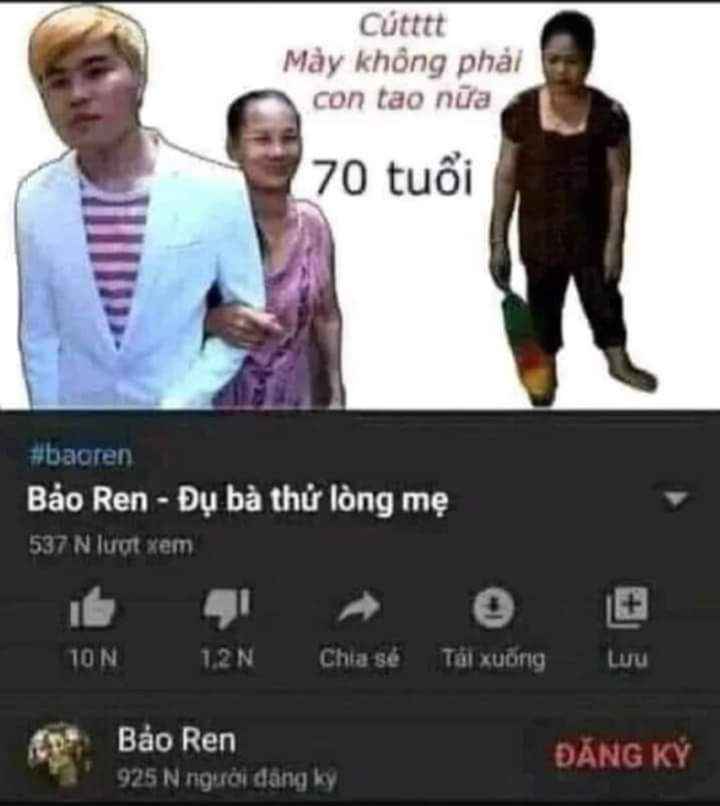 Cútttt
Mày không phải
con tao nữa
70 tuổi
#baoren
Bảo Ren - Đụ bà thử lòng mẹ
537 N lượt xem
10 N
1,2 N
Chia sẻ
Tải xuống
Lưu
Bảo Ren
925 N người đăng ký
ĐĂNG KÝ